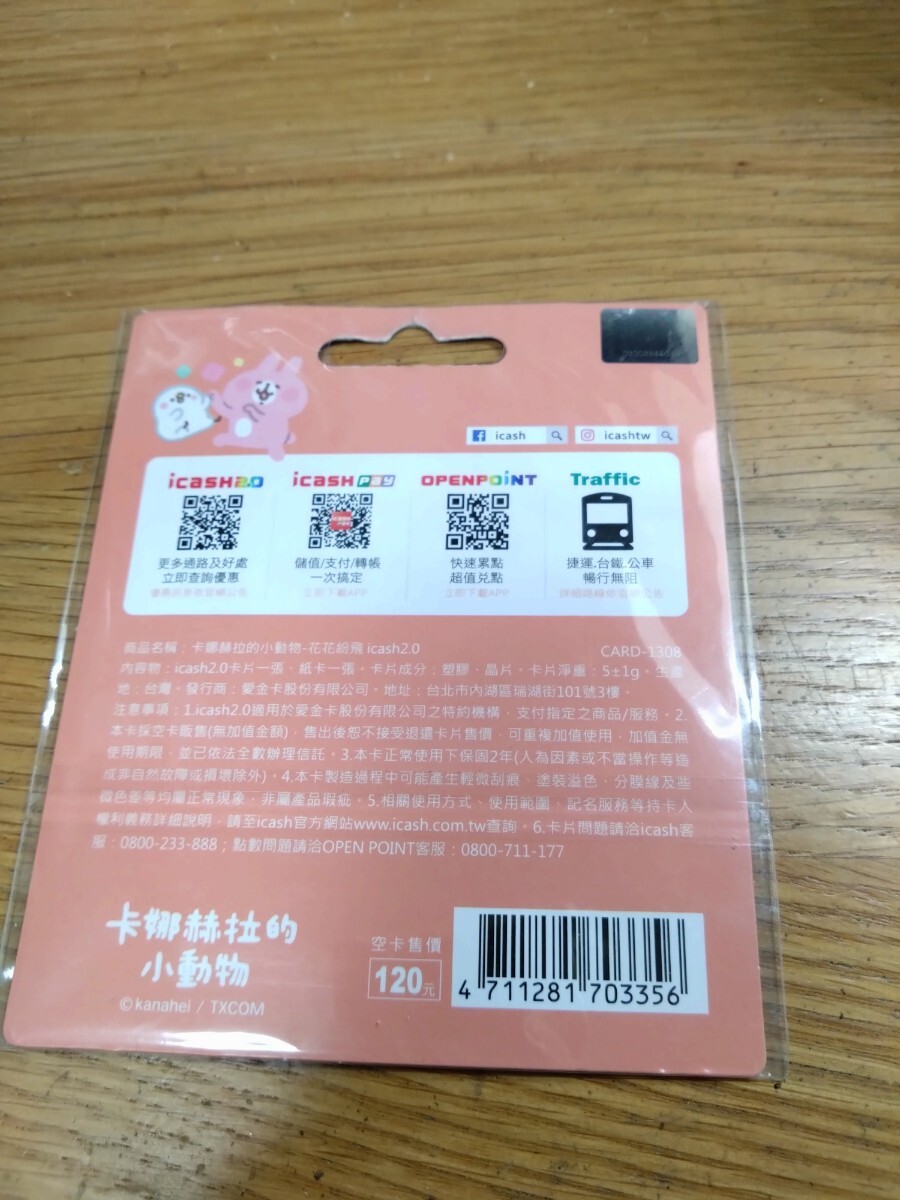 icash
icashtw
icash2.0
icash Pay
OPENPOINT
Traffic
更多通路及好處
立即查詢優惠
儲值/支付/轉帳
一次搞定
立即下載APP
快速累點
超值兌點
立即下載APP
捷運.台鐵.公車
暢行無阻
商品名稱：卡娜赫拉的小動物-花花紛飛 icash2.0
CARD-1308
內容物：icash2.0卡片一張、紙卡一張。卡片成分：塑膠、晶片。卡片淨重：5±1g。生產
地：台灣。發行商：愛金卡股份有限公司。地址：台北市內湖區瑞湖街101號3樓。
注意事項：1.icash2.0適用於愛金卡股份有限公司之特約機構，支付指定之商品/服務。2.
本卡採空卡販售(無加值金額)，售出後恕不接受退還卡片售價，可重複加值使用，加值金無
使用期限，並已依法全數辦理信託。3.本卡正常使用下保固2年(人為因素或不當操作等造
成非自然故障或損壞除外)。4.本卡製造過程中可能產生輕微刮痕、塗裝溢色、分膜線及些
微色差等均屬正常現象，非屬產品瑕疵。5.相關使用方式、使用範圍、記名服務等持卡人
權利義務詳細說明，請至icash官方網站www.icash.com.tw查詢。6.卡片問題請洽icash客
服：0800-233-888；點數問題請洽OPEN POINT客服：0800-711-177
卡娜赫拉的
小動物
©kanahei / TXCOM
空卡售價
120元
4 711281 703356